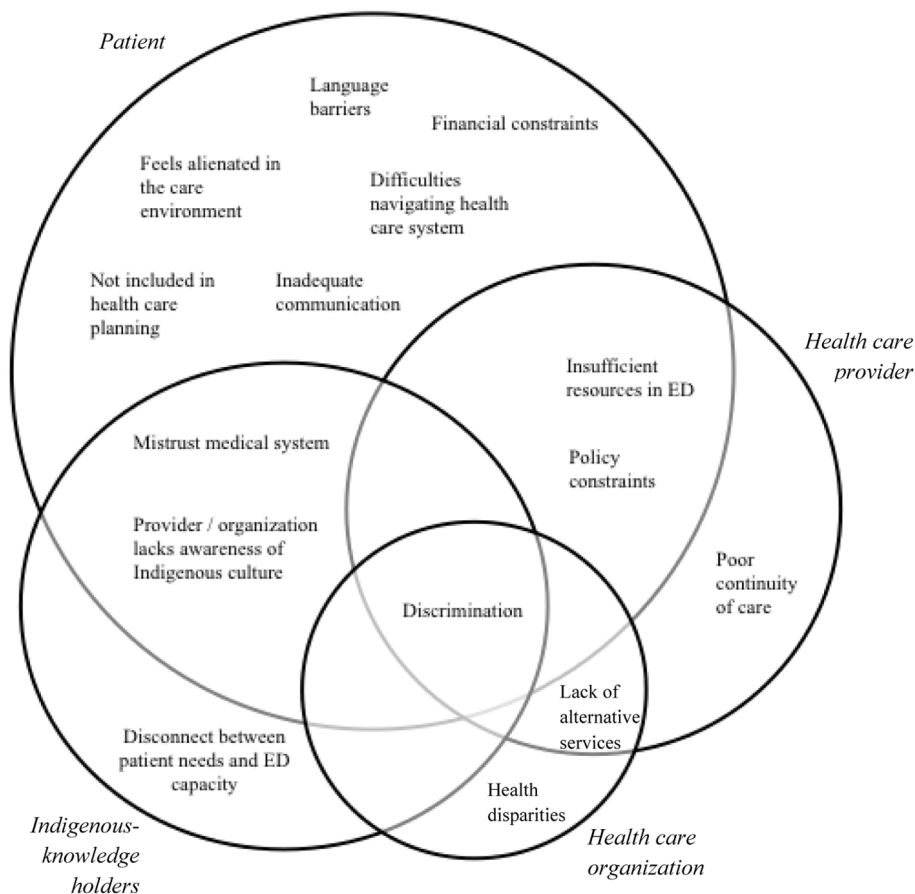 Patient
Language
barriers
Financial constraints
Feels alienated in
the care
environment
Difficulties
navigating health
care system
Not included in
health care
planning
Inadequate
communication
Health care
provider
Insufficient
resources in ED
Mistrust medical system
Policy
constraints
Provider / organization
lacks awareness of
Indigenous culture
Poor
continuity
of care
Discrimination
Lack of
alternative
services
Disconnect between
patient needs and ED
capacity
Health
disparities
Indigenous-
knowledge
holders
Health care
organization